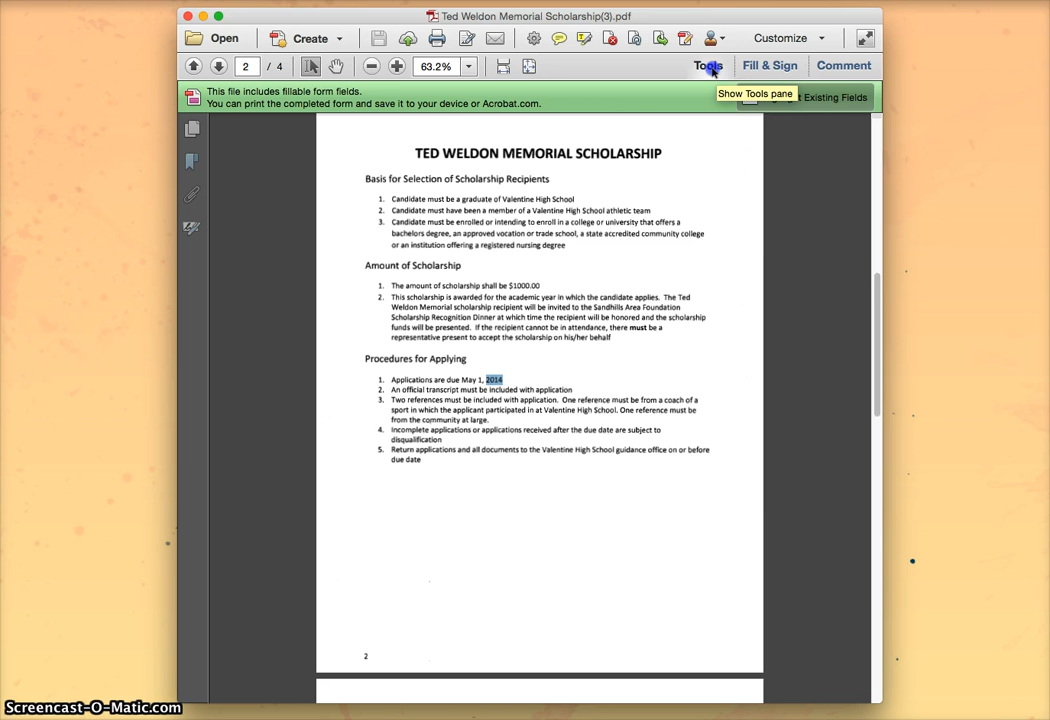 Ted Weldon Memorial Scholarship(3).pdf
Open Create Customize
2 / 4 63.2% Tools Fill & Sign Comment
This file includes fillable form fields.
You can print the completed form and save it to your device or Acrobat.com.
Show Tools pane
Existing Fields
TED WELDON MEMORIAL SCHOLARSHIP
Basis for Selection of Scholarship Recipients
1. Candidate must be a graduate of Valentine High School
2. Candidate must have been a member of a Valentine High School athletic team
3. Candidate must be enrolled or intending to enroll in a college or university that offers a
bachelors degree, an approved vocation or trade school, a state accredited community college
or an institution offering a registered nursing degree
Amount of Scholarship
1. The amount of scholarship shall be $1000.00
2. This scholarship is awarded for the academic year in which the candidate applies. The Ted
Weldon Memorial scholarship recipient will be invited to the Sandhills Area Foundation
Scholarship Recognition Dinner at which time the recipient will be honored and the scholarship
funds will be presented. If the recipient cannot be in attendance, there must be a
representative present to accept the scholarship on his/her behalf
Procedures for Applying
1. Applications are due May 1, 2014
2. An official transcript must be included with application
3. Two references must be included with application. One reference must be from a coach of a
sport in which the applicant participated in at Valentine High School. One reference must be
from the community at large.
4. Incomplete applications or applications received after the due date are subject to
disqualification
5. Return applications and all documents to the Valentine High School guidance office on or before
due date
2
Screencast-O-Matic.com